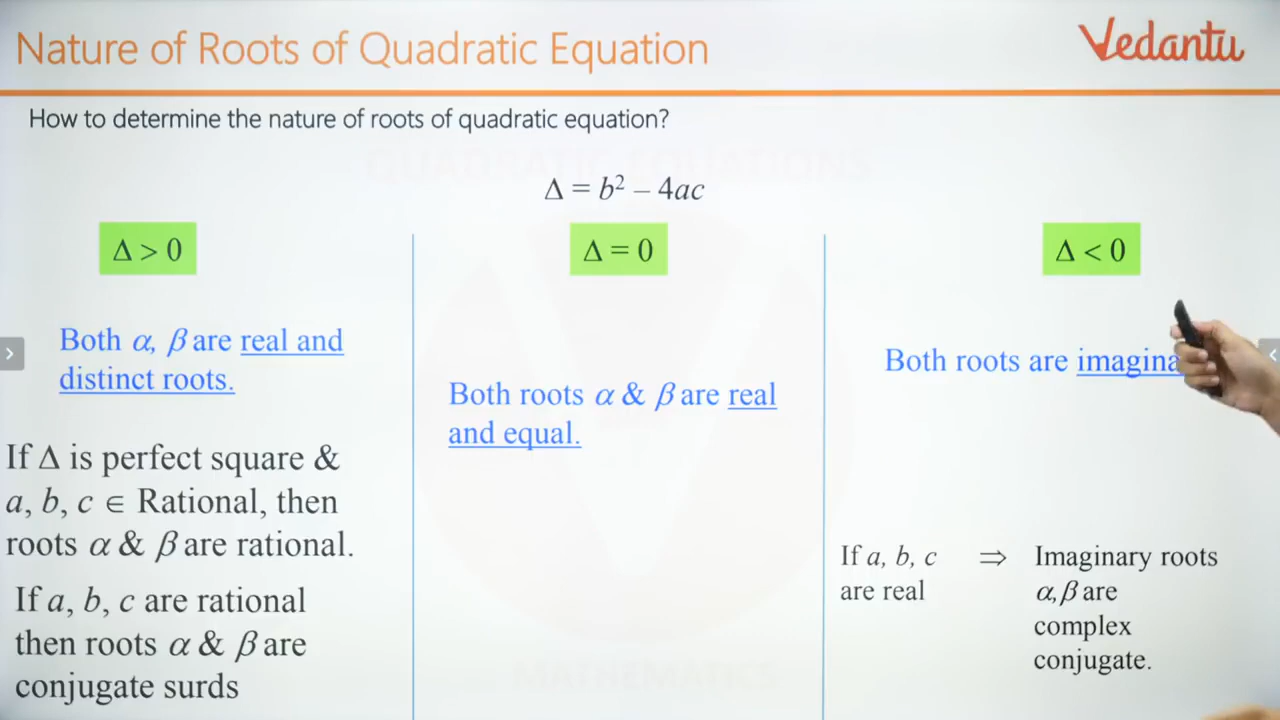 Nature of Roots of Quadratic Equation
Vedantu
How to determine the nature of roots of quadratic equation?
QUADRATIC EQUATIONS
Δ = b² – 4ac
Δ > 0
Both α, β are real and
distinct roots.
If Δ is perfect square &
a, b, c ∈ Rational, then
roots α & β are rational.
If a, b, c are rational
then roots α & β are
conjugate surds
Δ = 0
Both roots α & β are real
and equal.
Δ < 0
Both roots are imagina
If a, b, c ⇒ Imaginary roots
are real α, β are
complex
conjugate.
MATHEMATICS